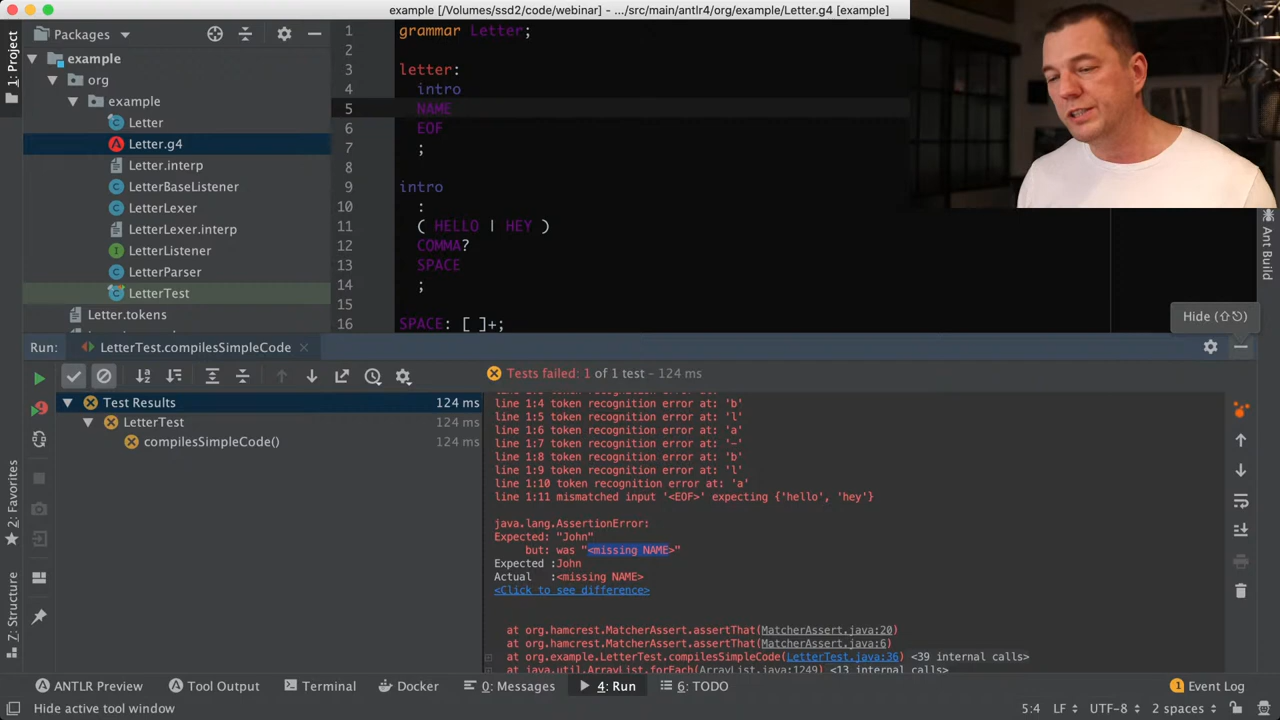 example [/Volumes/ssd2/code/webinar] - .../src/main/antlr4/org/example/Letter.g4 [example]
1: Project
Packages
example
org
example
Letter
Letter.g4
Letter.interp
LetterBaseListener
LetterLexer
LetterLexer.interp
LetterListener
LetterParser
LetterTest
Letter.tokens
1 grammar Letter;
2
3 letter:
4 intro
5 NAME
6 EOF
7 ;
8
9 intro
10 :
11 ( HELLO | HEY )
12 COMMA?
13 SPACE
14 ;
15
16 SPACE: [ ]+;
Ant Build
Hide (⇧⎋)
Run: LetterTest.compilesSimpleCode
Tests failed: 1 of 1 test – 124 ms
Test Results 124 ms
LetterTest 124 ms
compilesSimpleCode() 124 ms
line 1:4 token recognition error at: 'b'
line 1:5 token recognition error at: 'l'
line 1:6 token recognition error at: 'a'
line 1:7 token recognition error at: '-'
line 1:8 token recognition error at: 'b'
line 1:9 token recognition error at: 'l'
line 1:10 token recognition error at: 'a'
line 1:11 mismatched input '<EOF>' expecting {'hello', 'hey'}
java.lang.AssertionError:
Expected: "John"
but: was "<missing NAME>"
Expected :John
Actual :<missing NAME>
<Click to see difference>
at org.hamcrest.MatcherAssert.assertThat(MatcherAssert.java:20)
at org.hamcrest.MatcherAssert.assertThat(MatcherAssert.java:6)
at org.example.LetterTest.compilesSimpleCode(LetterTest.java:36) <39 internal calls>
at java.util.ArrayList.forEach(ArrayList.java:1249) <13 internal calls>
2: Favorites
7: Structure
ANTLR Preview
Tool Output
Terminal
Docker
0: Messages
4: Run
6: TODO
1 Event Log
Hide active tool window
5:4
LF
UTF-8
2 spaces